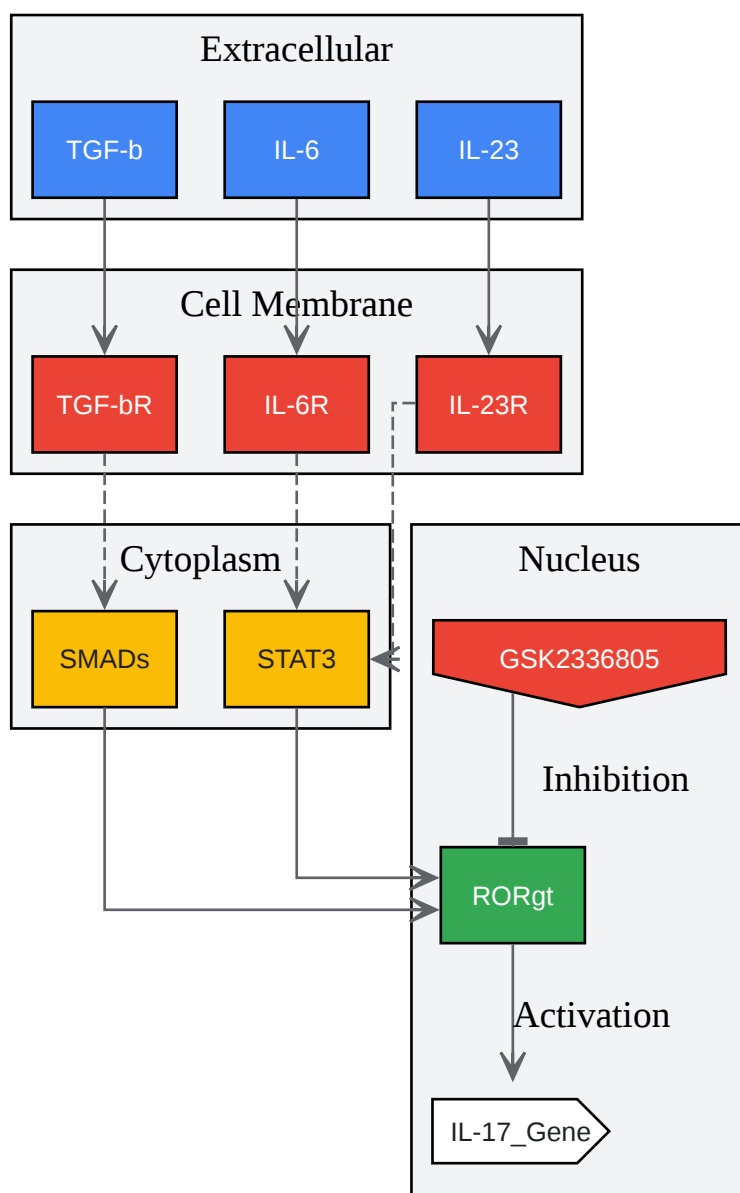 Extracellular
TGF-b
IL-6
IL-23
Cell Membrane
TGF-bR
IL-6R
IL-23R
Cytoplasm
Nucleus
SMADs
STAT3
GSK2336805
Inhibition
RORgt
Activation
IL-17_Gene